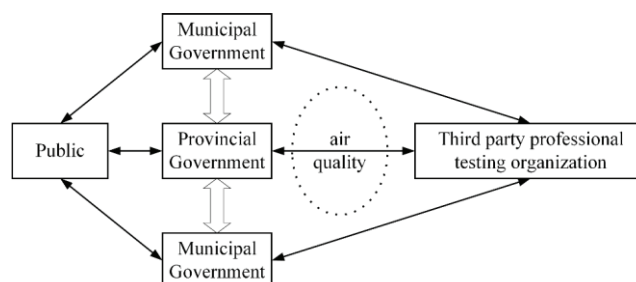 Municipal
Government
Public
Provincial
Government
air
quality
Third party professional
testing organization
Municipal
Government